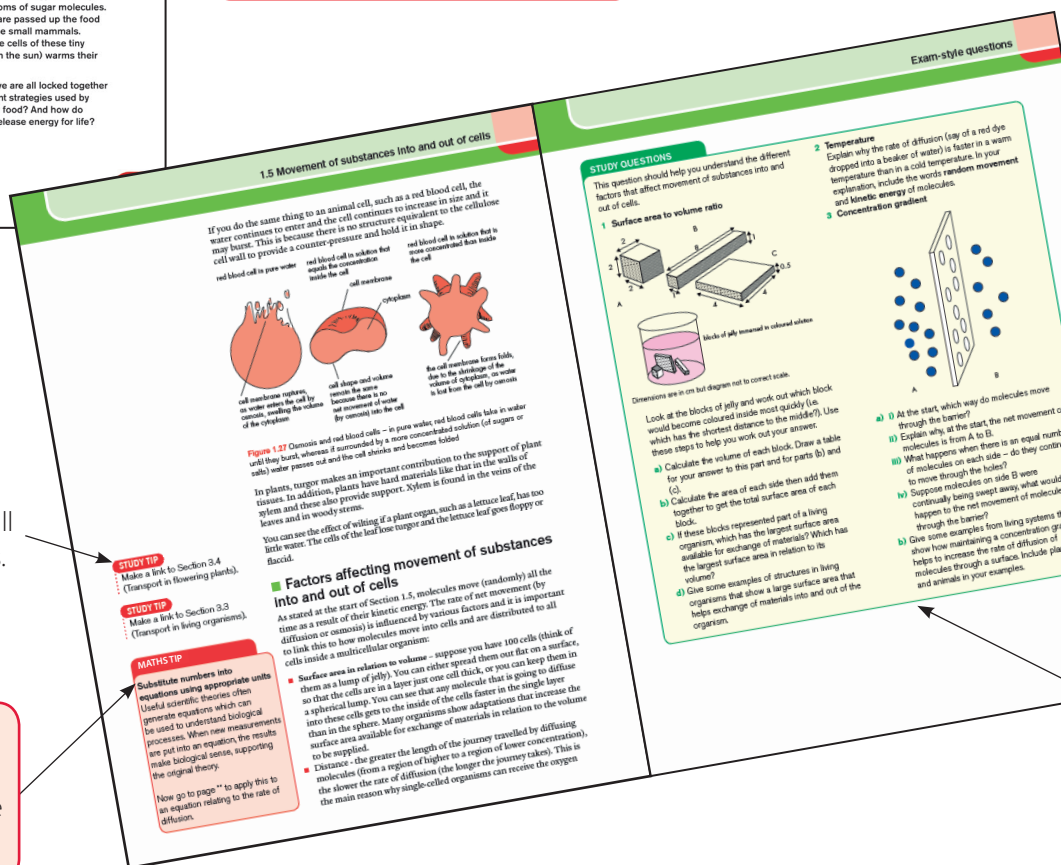 oms of sugar molecules.
are passed up the food
e small mammals.
e cells of these tiny
n the sun) warms their
ve are all locked together
nt strategies used by
food? And how do
elease energy for life?
ll
.
e
1.5 Movement of substances into and out of cells
If you do the same thing to an animal cell, such as a red blood cell, the
water continues to enter and the cell continues to increase in size and it
may burst. This is because there is no structure equivalent to the cellulose
cell wall to provide a counter-pressure and hold it in shape.
red blood cell in pure water
red blood cell in solution that
equals the concentration
inside the cell
red blood cell in solution that is
more concentrated than inside
the cell
cell membrane
cytoplasm
cell membrane ruptures,
as water enters the cell by
osmosis, swelling the volume
of the cytoplasm
cell shape and volume
remain the same
because there is no
net movement of water
(by osmosis) into the cell
the cell membrane forms folds,
due to the shrinkage of the
volume of cytoplasm, as water
is lost from the cell by osmosis
Figure 1.27 Osmosis and red blood cells – in pure water, red blood cells take in water
until they burst, whereas if surrounded by a more concentrated solution (of sugars or
salts) water passes out and the cell shrinks and becomes folded
In plants, turgor makes an important contribution to the support of plant
tissues. In addition, plants have hard materials like that in the walls of
xylem and these also provide support. Xylem is found in the veins of the
leaves and in woody stems.
You can see the effect of wilting if a plant organ, such as a lettuce leaf, has too
little water. The cells of the leaf lose turgor and the lettuce leaf goes floppy or
flaccid.
STUDY TIP
Make a link to Section 3.4
(Transport in flowering plants).
STUDY TIP
Make a link to Section 3.3
(Transport in living organisms).
MATHS TIP
Substitute numbers into
equations using appropriate units
Useful scientific theories often
generate equations which can
be used to understand biological
processes. When new measurements
are put into an equation, the results
make biological sense, supporting
the original theory.
Now go to page ** to apply this to
an equation relating to the rate of
diffusion.
Factors affecting movement of substances
into and out of cells
As stated at the start of Section 1.5, molecules move (randomly) all the
time as a result of their kinetic energy. The rate of net movement (by
diffusion or osmosis) is influenced by various factors and it is important
to link this to how molecules move into cells and are distributed to all
cells inside a multicellular organism:
Surface area in relation to volume – suppose you have 100 cells (think of
them as a lump of jelly). You can either spread them out flat on a surface,
so that the cells are in a layer just one cell thick, or you can keep them in
a spherical lump. You can see that any molecule that is going to diffuse
into these cells gets to the inside of the cells faster in the single layer
than in the sphere. Many organisms show adaptations that increase the
surface area available for exchange of materials in relation to the volume
to be supplied.
Distance - the greater the length of the journey travelled by diffusing
molecules (from a region of higher to a region of lower concentration),
the slower the rate of diffusion (the longer the journey takes). This is
the main reason why single-celled organisms can receive the oxygen
Exam-style questions
STUDY QUESTIONS
This question should help you understand the different
factors that affect movement of substances into and
out of cells.
1 Surface area to volume ratio
2
2
2
A
B
8
1
1
C
0.5
4
4
blocks of jelly immersed in coloured solution
Dimensions are in cm but diagram not to correct scale.
Look at the blocks of jelly and work out which block
would become coloured inside most quickly (i.e.
which has the shortest distance to the middle?). Use
these steps to help you work out your answer.
a) Calculate the volume of each block. Draw a table
for your answer to this part and for parts (b) and
(c).
b) Calculate the area of each side then add them
together to get the total surface area of each
block.
c) If these blocks represented part of a living
organism, which has the largest surface area
available for exchange of materials? Which has
the largest surface area in relation to its
volume?
d) Give some examples of structures in living
organisms that show a large surface area that
helps exchange of materials into and out of the
organism.
2 Temperature
Explain why the rate of diffusion (say of a red dye
dropped into a beaker of water) is faster in a warm
temperature than in a cold temperature. In your
explanation, include the words random movement
and kinetic energy of molecules.
3 Concentration gradient
A
B
a) i) At the start, which way do molecules move
through the barrier?
ii) Explain why, at the start, the net movement o
molecules is from A to B.
iii) What happens when there is an equal numb
of molecules on each side – do they contin
to move through the holes?
iv) Suppose molecules on side B were
continually being swept away, what would
happen to the net movement of molecule
through the barrier?
b) Give some examples from living systems th
show how maintaining a concentration gra
helps to increase the rate of diffusion of
molecules through a surface. Include pla
and animals in your examples.